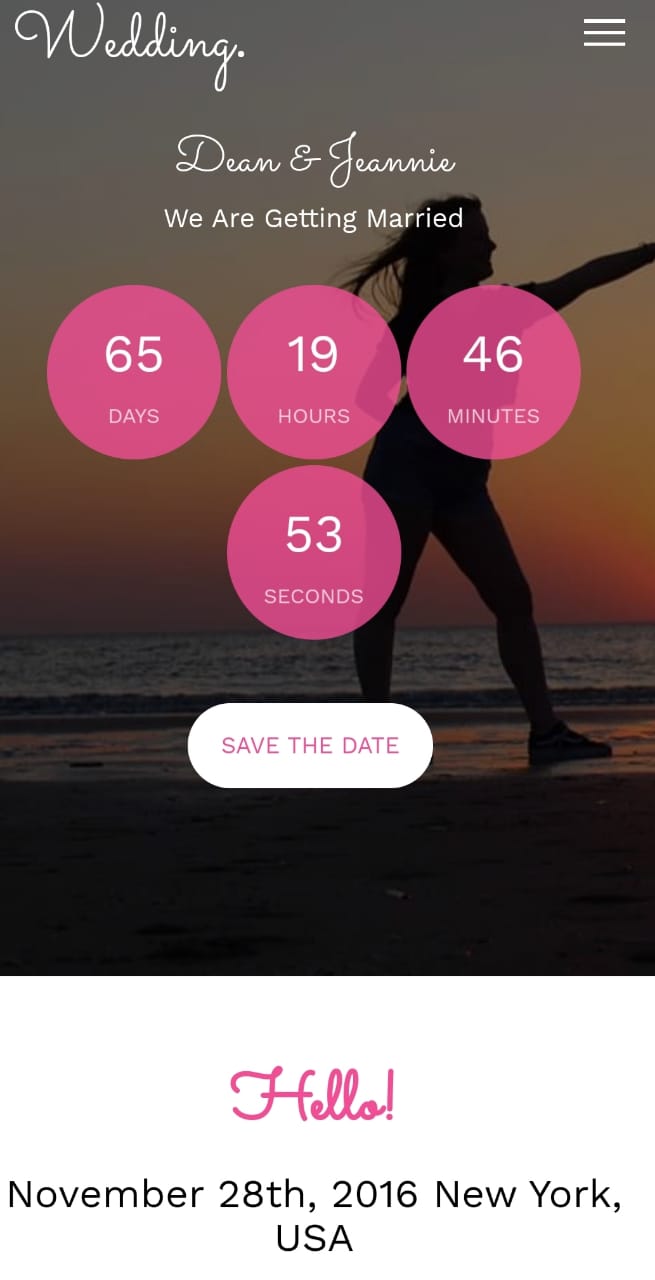 Wedding.
Dean & Jeannie
We Are Getting Married
65
DAYS
19
HOURS
46
MINUTES
53
SECONDS
SAVE THE DATE
Hello!
November 28th, 2016 New York,
USA